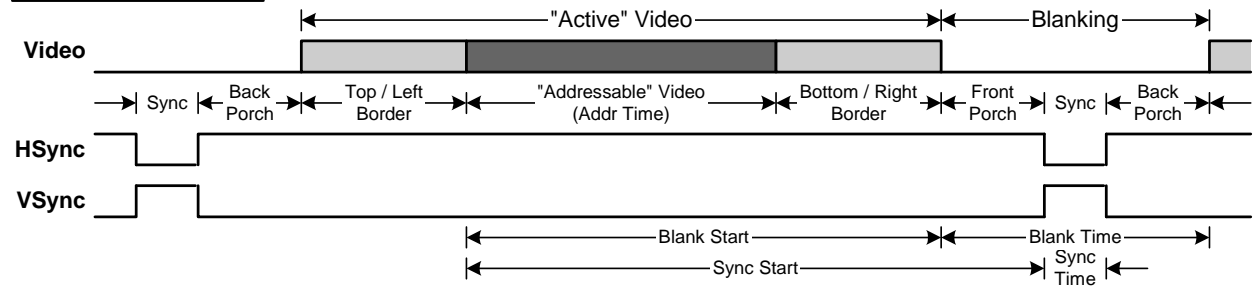 "Active" Video
Blanking
Video
Sync
Back Porch
Top / Left Border
"Addressable" Video (Addr Time)
Bottom / Right Border
Front Porch
Sync
Back Porch
HSync
VSync
Blank Start
Blank Time
Sync Start
Sync Time